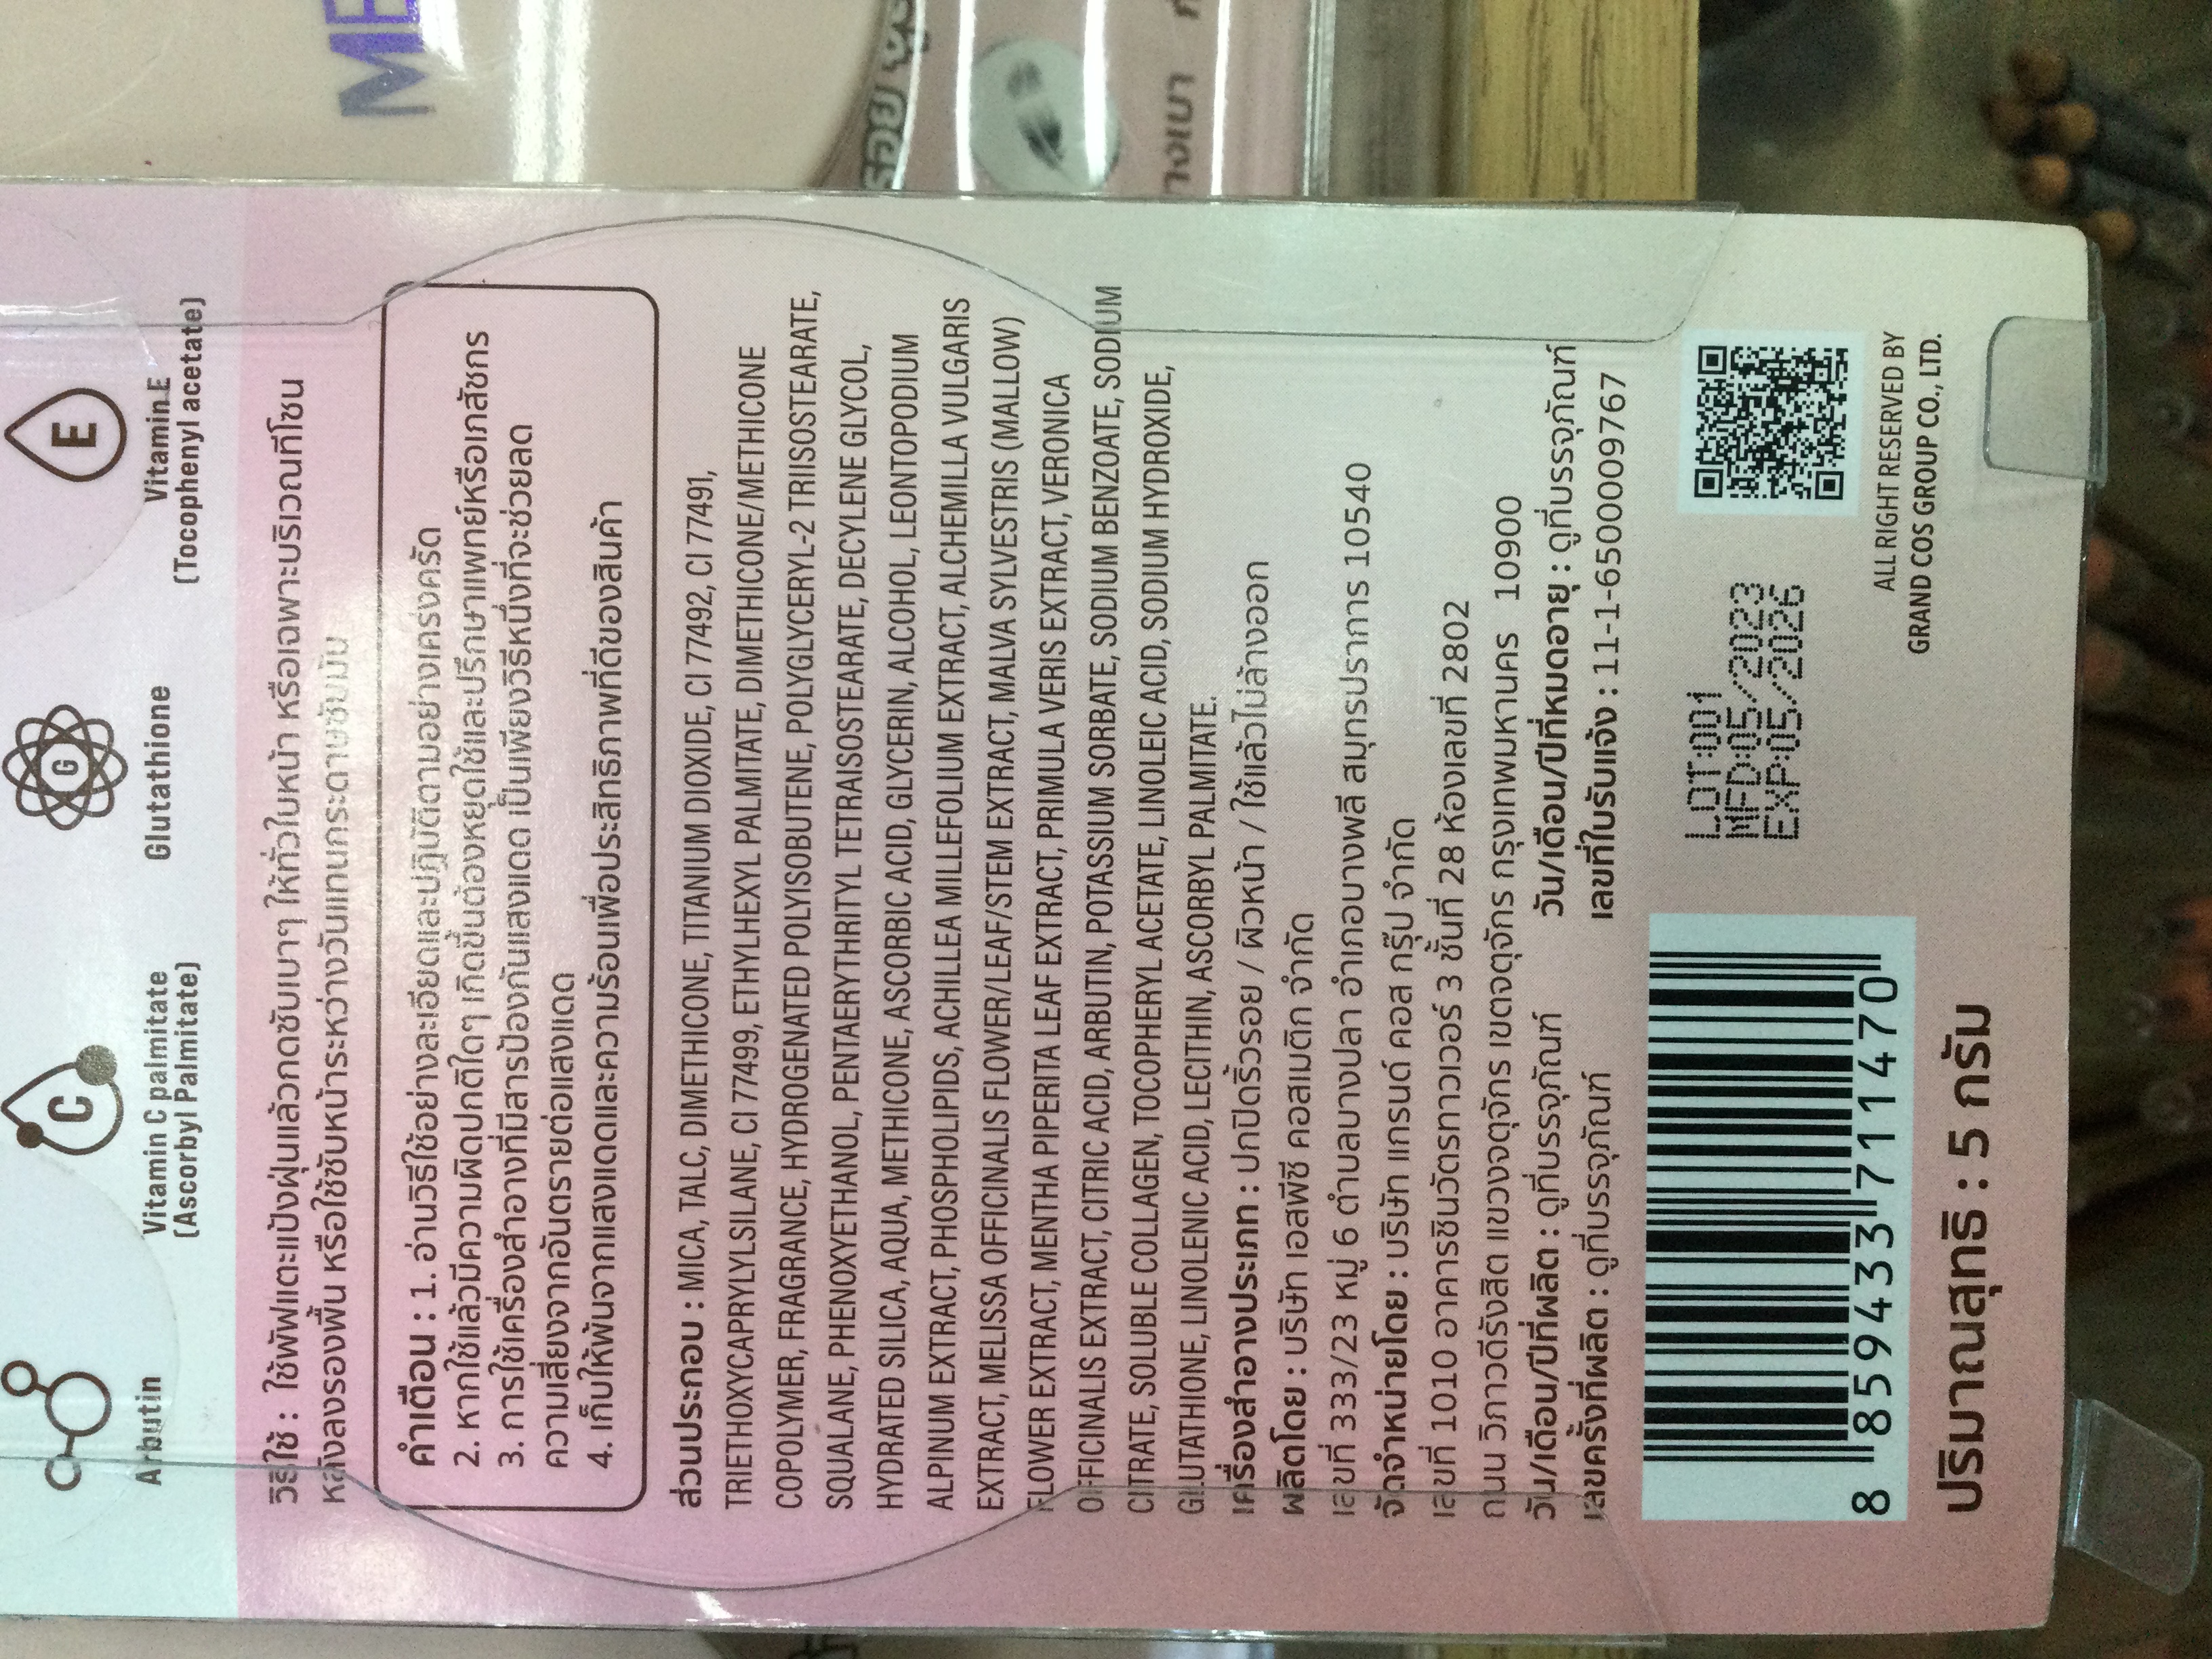 Arbutin
Vitamin C palmitate
(Ascorbyl Palmitate)
Glutathione
Vitamin E
(Tocophenyl acetate)
C
G
E
วิธีใช้ : ใช้พัฟแตะแป้งฝุ่นแล้วกดซับเบาๆ ให้ทั่วใบหน้า หรือเฉพาะบริเวณทีโซน
หลังลงรองพื้น หรือใช้ซับหน้าระหว่างวันแทนกระดาษซับมัน
คำเตือน : 1. อ่านวิธีใช้อย่างละเอียดและปฏิบัติตามอย่างเคร่งครัด
2. หากใช้แล้วมีความผิดปกติใดๆ เกิดขึ้นต้องหยุดใช้และปรึกษาแพทย์หรือเภสัชกร
3. การใช้เครื่องสำอางที่มีสารป้องกันแสงแดด เป็นเพียงวิธีหนึ่งที่จะช่วยลด
ความเสี่ยงจากอันตรายต่อแสงแดด
4. เก็บให้พ้นจากแสงแดดและความร้อนเพื่อประสิทธิภาพที่ดีของสินค้า
ส่วนประกอบ : MICA, TALC, DIMETHICONE, TITANIUM DIOXIDE, CI 77492, CI 77491,
TRIETHOXYCAPRYLYLSILANE, CI 77499, ETHYLHEXYL PALMITATE, DIMETHICONE/METHICONE
COPOLYMER, FRAGRANCE, HYDROGENATED POLYISOBUTENE, POLYGLYCERYL-2 TRIISOSTEARATE,
SQUALANE, PHENOXYETHANOL, PENTAERYTHRITYL TETRAISOSTEARATE, DECYLENE GLYCOL,
HYDRATED SILICA, AQUA, METHICONE, ASCORBIC ACID, GLYCERIN, ALCOHOL, LEONTOPODIUM
ALPINUM EXTRACT, PHOSPHOLIPIDS, ACHILLEA MILLEFOLIUM EXTRACT, ALCHEMILLA VULGARIS
EXTRACT, MELISSA OFFICINALIS FLOWER/LEAF/STEM EXTRACT, MALVA SYLVESTRIS (MALLOW)
FLOWER EXTRACT, MENTHA PIPERITA LEAF EXTRACT, PRIMULA VERIS EXTRACT, VERONICA
OFFICINALIS EXTRACT, CITRIC ACID, ARBUTIN, POTASSIUM SORBATE, SODIUM BENZOATE, SODIUM
CITRATE, SOLUBLE COLLAGEN, TOCOPHERYL ACETATE, LINOLEIC ACID, SODIUM HYDROXIDE,
GLUTATHIONE, LINOLENIC ACID, LECITHIN, ASCORBYL PALMITATE.
เครื่องสำอางประเภท : ปกปิดริ้วรอย / ผิวหน้า / ใช้แล้วไม่ล้างออก
ผลิตโดย : บริษัท เอสพีซี คอสเมติก จำกัด
เลขที่ 333/23 หมู่ 6 ตำบลบางปลา อำเภอบางพลี สมุทรปราการ 10540
จัดจำหน่ายโดย : บริษัท แกรนด์ คอส กรุ๊ป จำกัด
เลขที่ 1010 อาคารชินวัตรทาวเวอร์ 3 ชั้นที่ 28 ห้องเลขที่ 2802
ถนน วิภาวดีรังสิต แขวงจตุจักร เขตจตุจักร กรุงเทพมหานคร 10900
วัน/เดือน/ปีที่ผลิต : ดูที่บรรจุภัณฑ์ วัน/เดือน/ปีที่หมดอายุ : ดูที่บรรจุภัณฑ์
เลขครั้งที่ผลิต : ดูที่บรรจุภัณฑ์ เลขที่ใบรับแจ้ง : 11-1-6500009767
LOT:001
MFD:05/2023
EXP:05/2026
8 859433 711470
ALL RIGHT RESERVED BY
GRAND COS GROUP CO., LTD.
ปริมาณสุทธิ : 5 กรัม